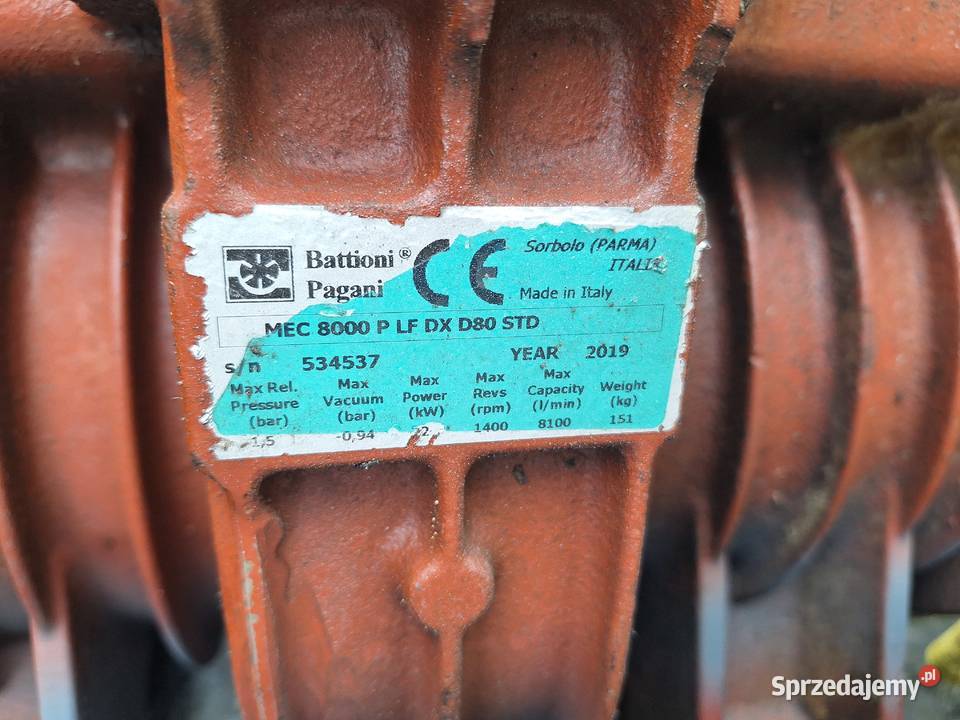 Battioni®
Pagani
CE
Sorbolo (PARMA)
Made in Italy
MEC 8000 P LF DX D80 STD
s/n 534537 YEAR 2019
Max Rel. Pressure (bar)
Max Vacuum (bar)
Max Power (kW)
Max Revs (rpm)
Max Capacity (l/min)
Weight (kg)
1,5 -0,94 1400 8100 151
Sprzedajemy.pl